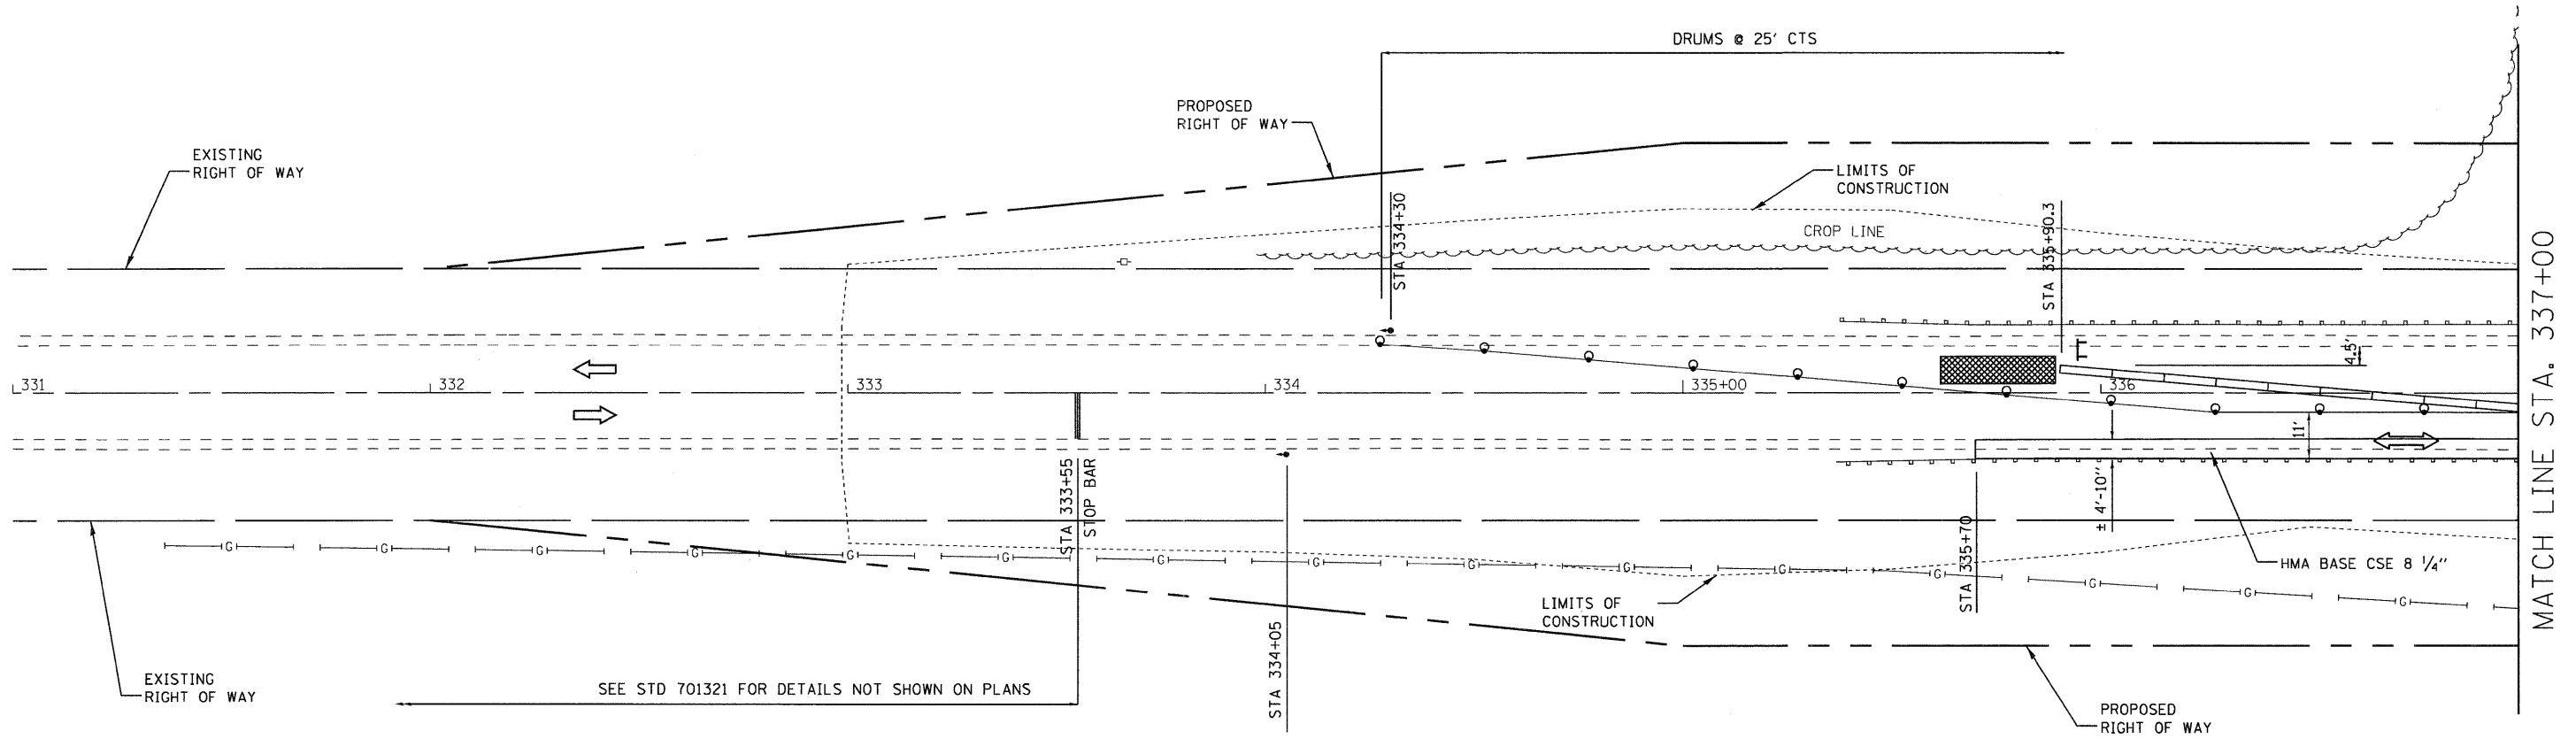 DRUMS @ 25' CTS
PROPOSED
RIGHT OF WAY
EXISTING
RIGHT OF WAY
LIMITS OF
CONSTRUCTION
STA 334+30
CROP LINE
STA 335+90.3
4.5'
331
332
333
334
335+00
336
11'
STA 333+55
STOP BAR
± 4'-10"
STA 335+70
HMA BASE CSE 8 1/4"
G G G G G G G G G G G G G G G
LIMITS OF
CONSTRUCTION
STA 334+05
EXISTING
RIGHT OF WAY
SEE STD 701321 FOR DETAILS NOT SHOWN ON PLANS
PROPOSED
RIGHT OF WAY
MATCH LINE STA. 337+00